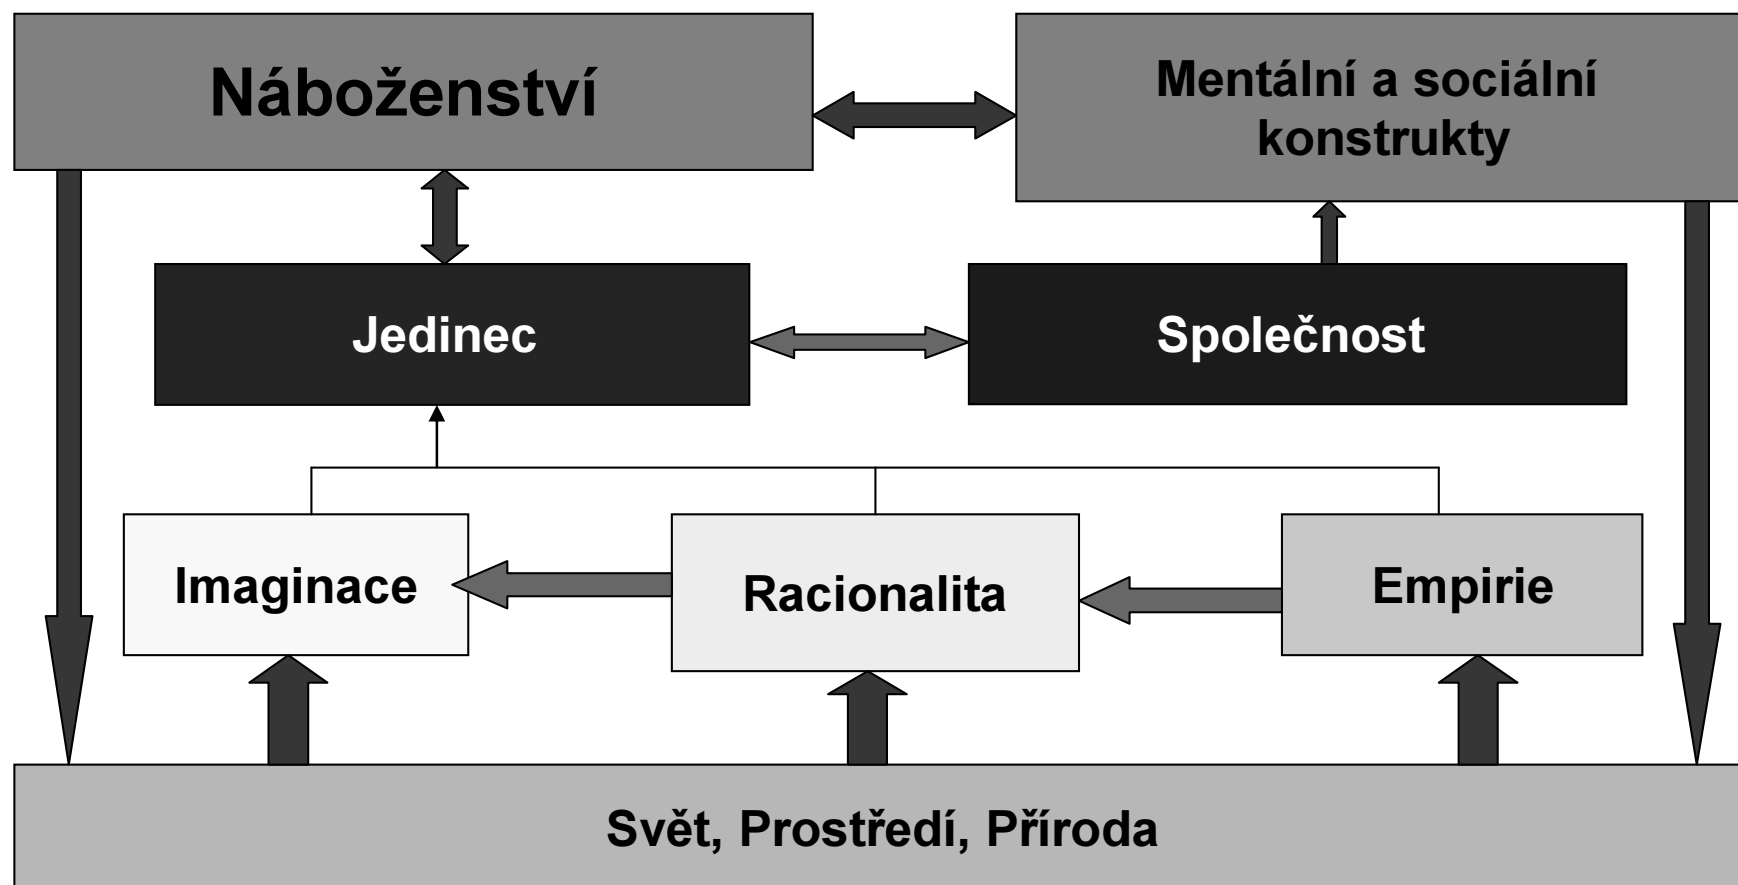 Náboženství
Mentální a sociální
konstrukty
Jedinec
Společnost
Imaginace
Racionalita
Empirie
Svět, Prostředí, Příroda